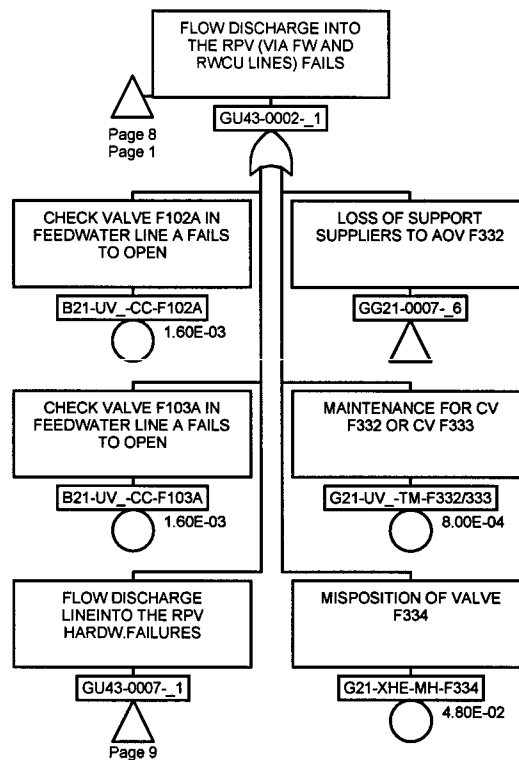 FLOW DISCHARGE INTO
THE RPV (VIA FW AND
RWCU LINES) FAILS
GU43-0002-_1
Page 8
Page 1
CHECK VALVE F102A IN
FEEDWATER LINE A FAILS
TO OPEN
B21-UV_-CC-F102A
1.60E-03
LOSS OF SUPPORT
SUPPLIERS TO AOV F332
GG21-0007-_6
CHECK VALVE F103A IN
FEEDWATER LINE A FAILS
TO OPEN
B21-UV_-CC-F103A
1.60E-03
MAINTENANCE FOR CV
F332 OR CV F333
G21-UV_-TM-F332/333
8.00E-04
FLOW DISCHARGE
LINEINTO THE RPV
HARDW.FAILURES
GU43-0007-_1
Page 9
MISPOSITION OF VALVE
F334
G21-XHE-MH-F334
4.80E-02